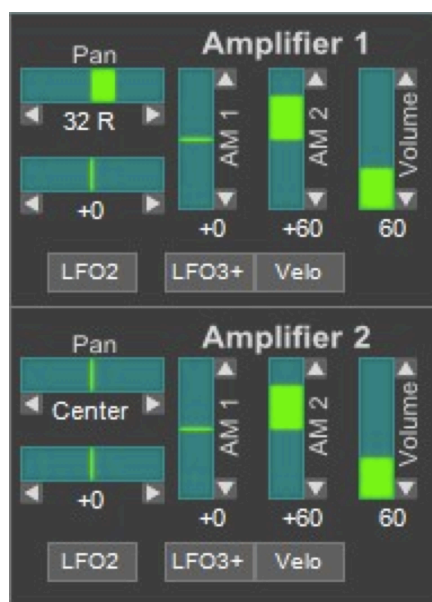 Amplifier 1
Pan
32 R
+0
AM 1
+0
AM 2
+60
Volume
60
LFO2
LFO3+
Velo
Amplifier 2
Pan
Center
+0
AM 1
+0
AM 2
+60
Volume
60
LFO2
LFO3+
Velo